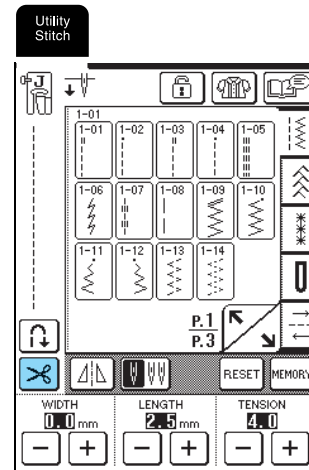 Utility
Stitch
J
1-01
1-01 1-02 1-03 1-04 1-05
1-06 1-07 1-08 1-09 1-10
1-11 1-12 1-13 1-14
P.1
P.3
RESET MEMORY
WIDTH LENGTH TENSION
0.0 mm 2.5 mm 4.0
− + − + − +